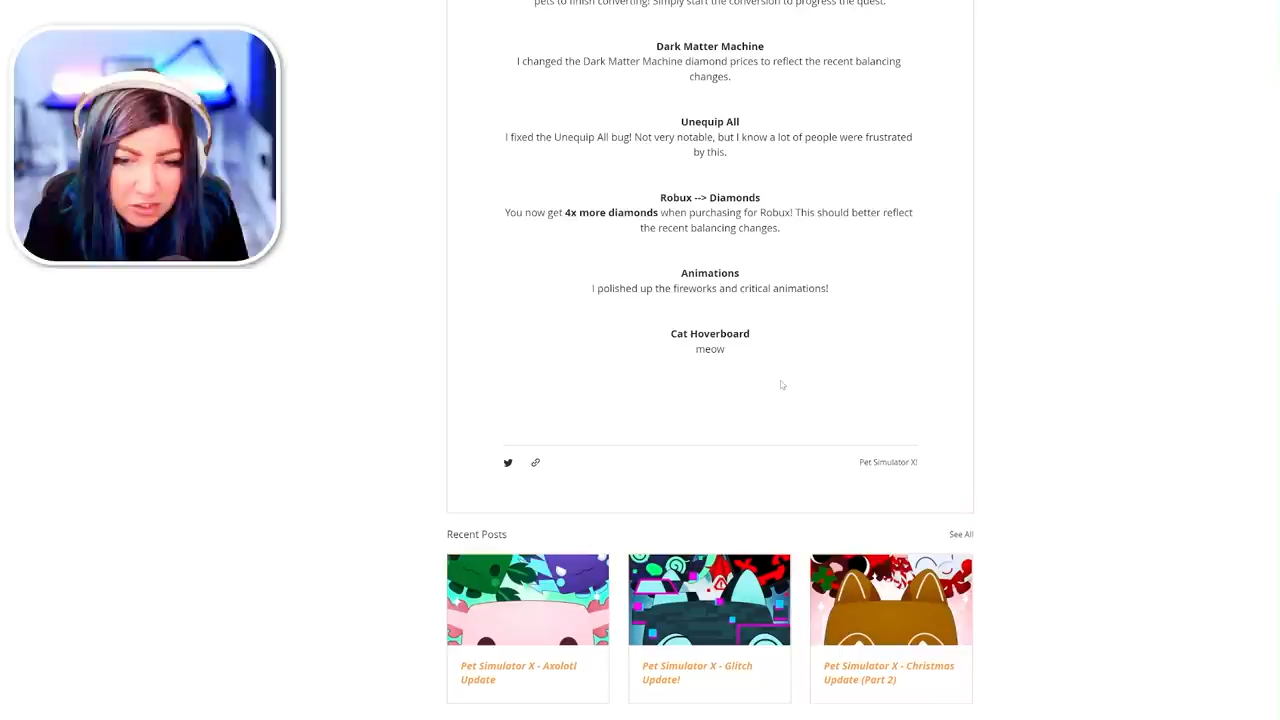 pets to finish converting! Simply start the conversion to progress the quest.
Dark Matter Machine
I changed the Dark Matter Machine diamond prices to reflect the recent balancing
changes.
Unequip All
I fixed the Unequip All bug! Not very notable, but I know a lot of people were frustrated
by this.
Robux --> Diamonds
You now get 4x more diamonds when purchasing for Robux! This should better reflect
the recent balancing changes.
Animations
I polished up the fireworks and critical animations!
Cat Hoverboard
meow
Pet Simulator X!
Recent Posts
See All
Pet Simulator X - Axolotl
Update
Pet Simulator X - Glitch
Update!
Pet Simulator X - Christmas
Update (Part 2)